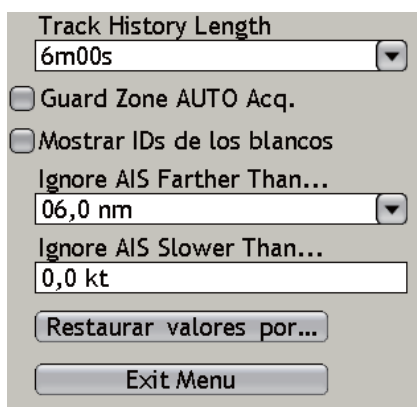 Track History Length
6m00s
Guard Zone AUTO Acq.
Mostrar IDs de los blancos
Ignore AIS Farther Than...
06,0 nm
Ignore AIS Slower Than...
0,0 kt
Restaurar valores por...
Exit Menu